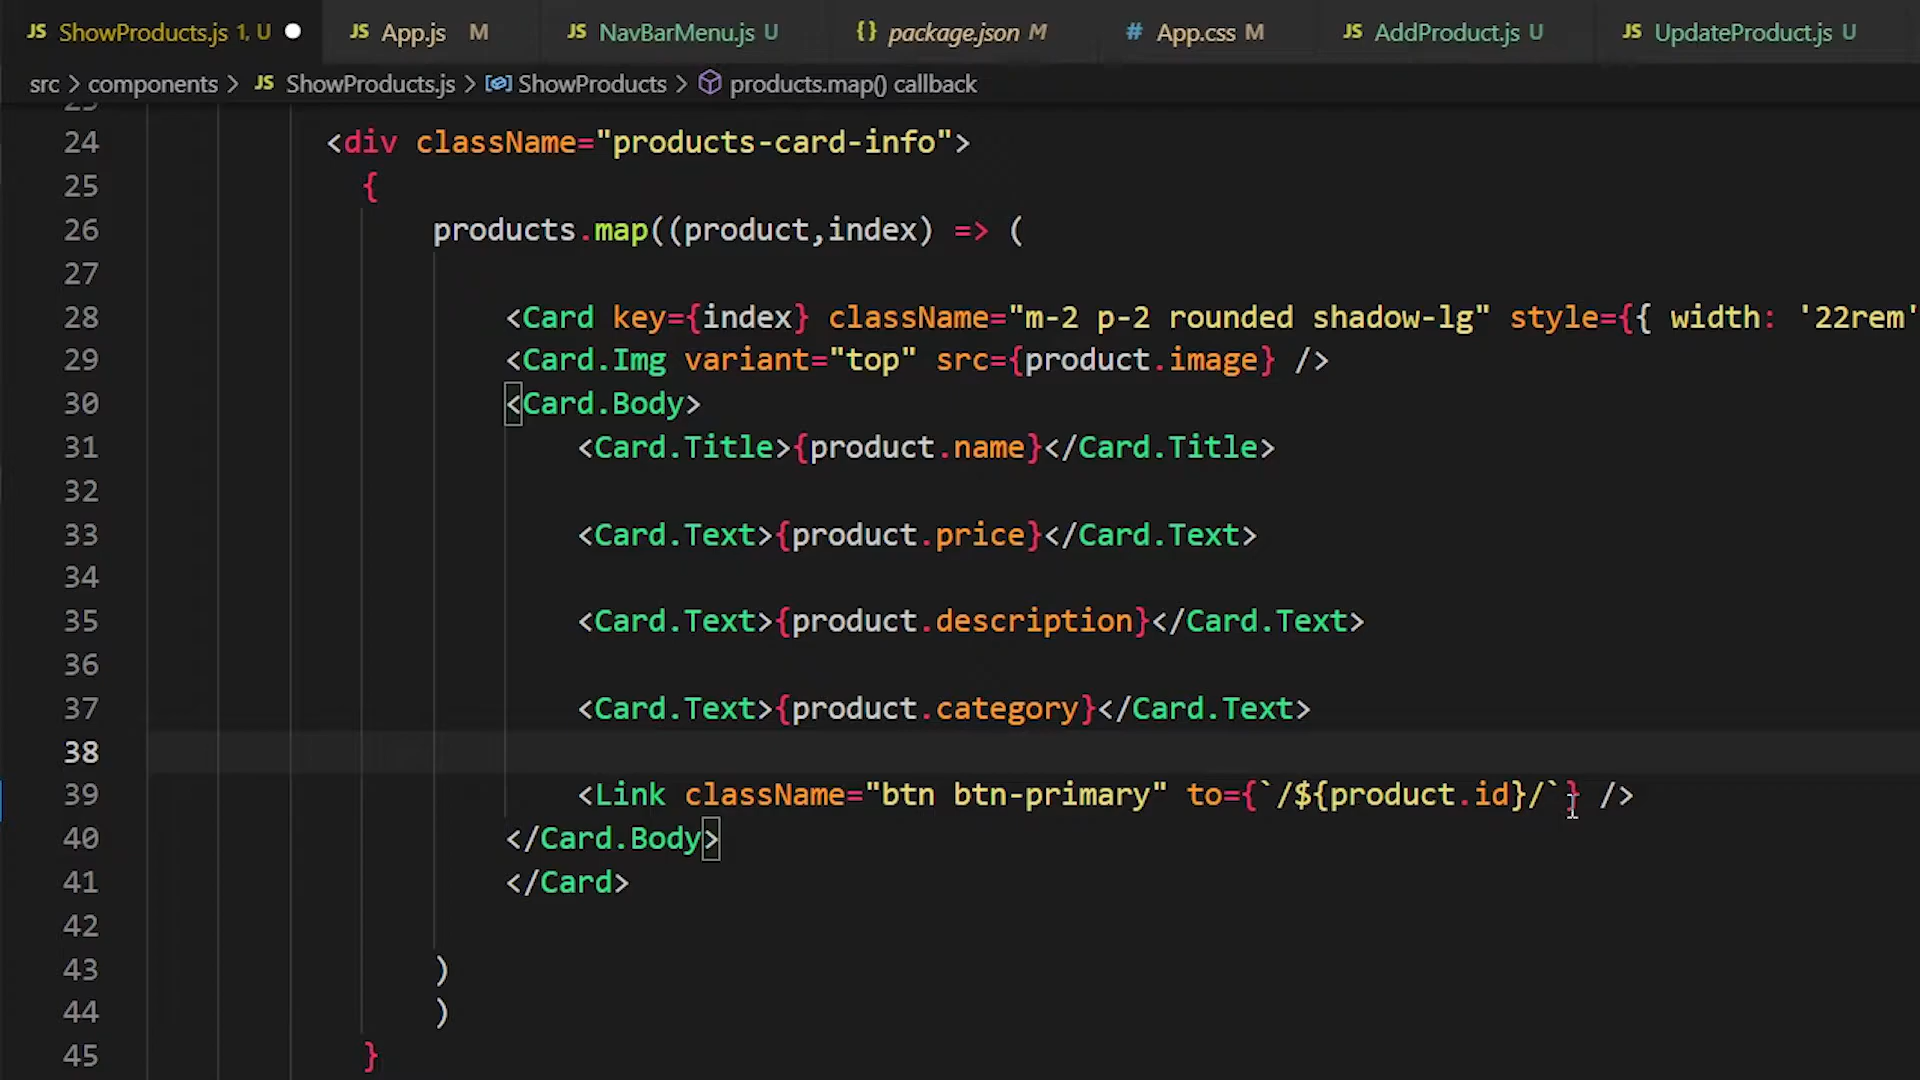 JS ShowProducts.js 1, U
JS App.js M
JS NavBarMenu.js U
{} package.json M
# App.css M
JS AddProduct.js U
JS UpdateProduct.js U
src > components > JS ShowProducts.js > ShowProducts > products.map() callback
23
24 <div className="products-card-info">
25 {
26 products.map((product,index) => (
27
28 <Card key={index} className="m-2 p-2 rounded shadow-lg" style={{ width: '22rem'
29 <Card.Img variant="top" src={product.image} />
30 <Card.Body>
31 <Card.Title>{product.name}</Card.Title>
32
33 <Card.Text>{product.price}</Card.Text>
34
35 <Card.Text>{product.description}</Card.Text>
36
37 <Card.Text>{product.category}</Card.Text>
38
39 <Link className="btn btn-primary" to={`/${product.id}/`} />
40 </Card.Body>
41 </Card>
42
43 )
44 )
45 }